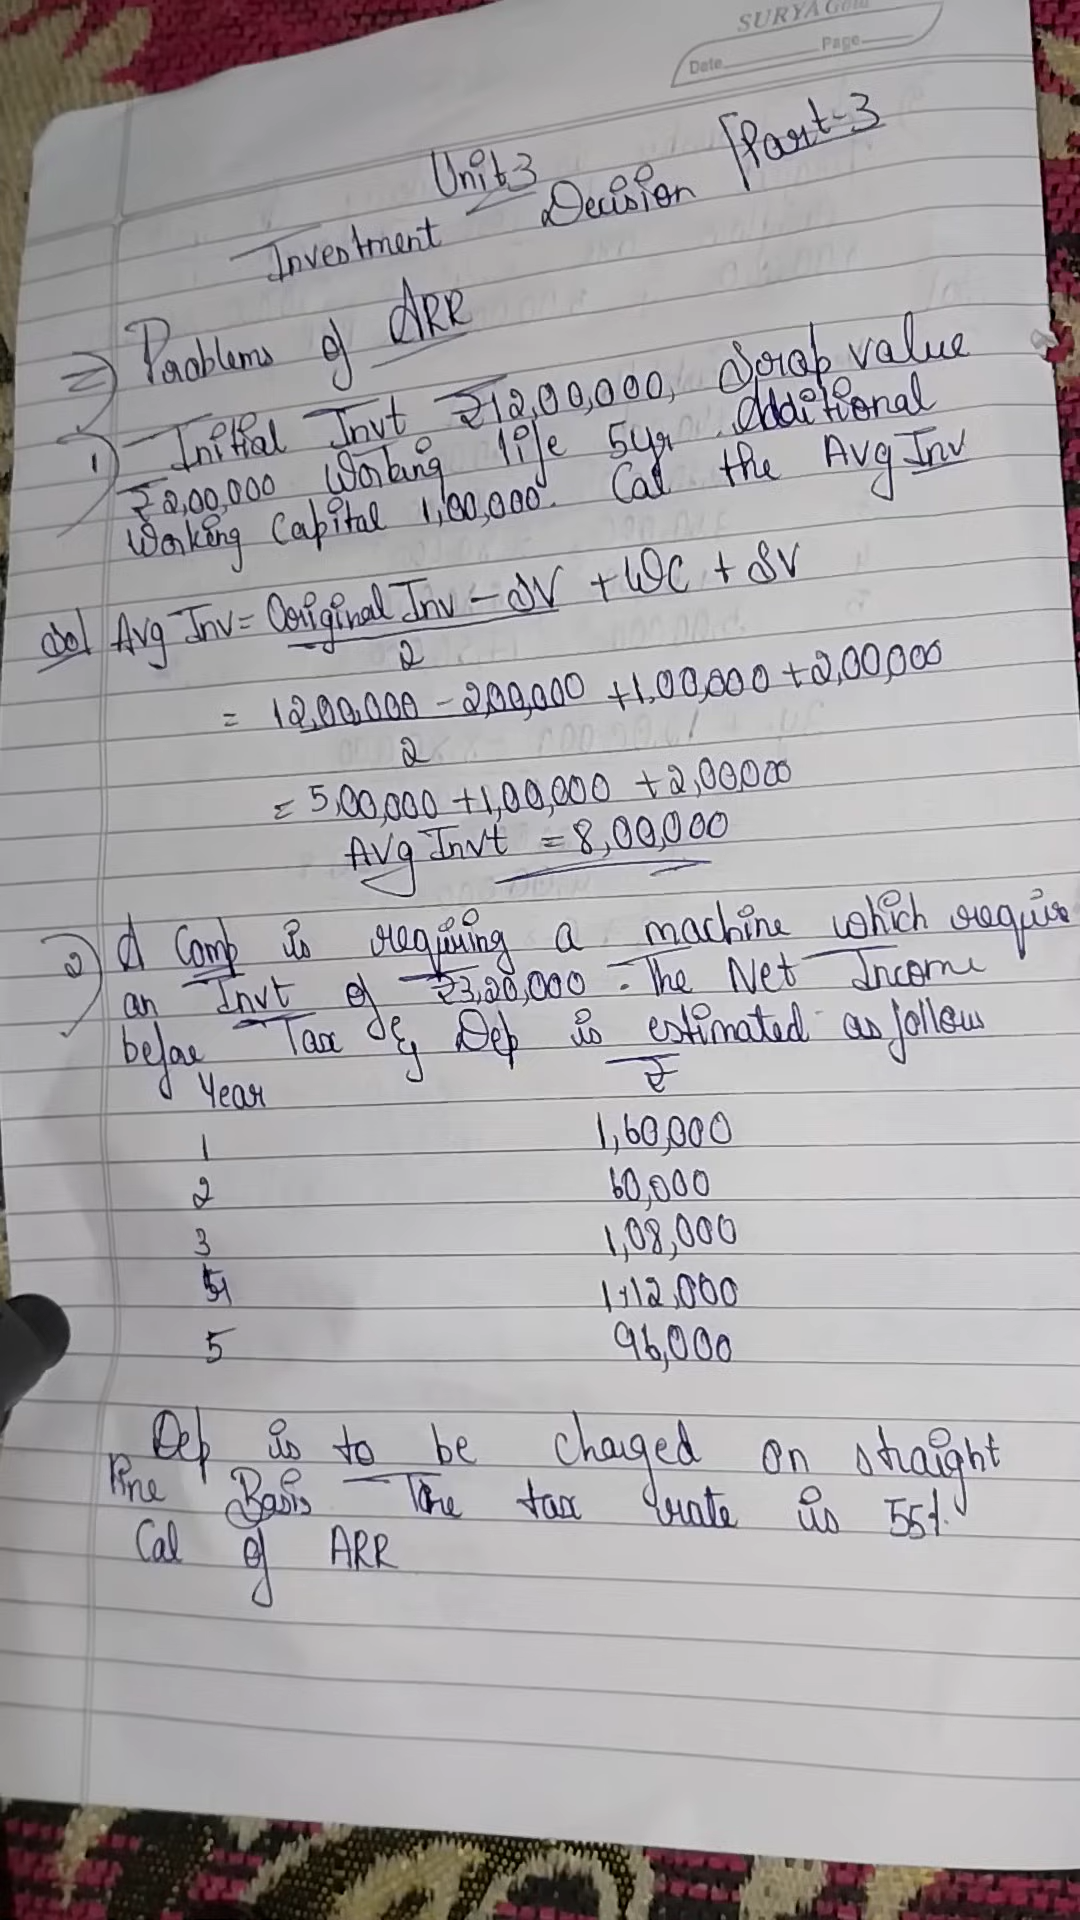 SURYA Gold
Date Page
Unit 3
Investment Decision Part-3
Problems of ARR
1) Initial Invt ₹12,00,000, Scrap value
₹2,00,000 Working life 5yr. Additional
Working Capital 1,00,000. Cal the Avg Inv
Sol Avg Inv = Original Inv - SV + WC + SV
2
= 12,00,000 - 2,00,000 + 1,00,000 + 2,00,000
2
= 5,00,000 + 1,00,000 + 2,00,000
Avg Invt = 8,00,000
2) A Comp is requiring a machine which require
an Invt of ₹3,20,000. The Net Income
before Tax & Dep is estimated as follows
Year ₹
1 1,60,000
2 60,000
3 1,08,000
4 1,12,000
5 96,000
Dep is to be charged on straight
line Basis The tax rate is 55%.
Cal of ARR